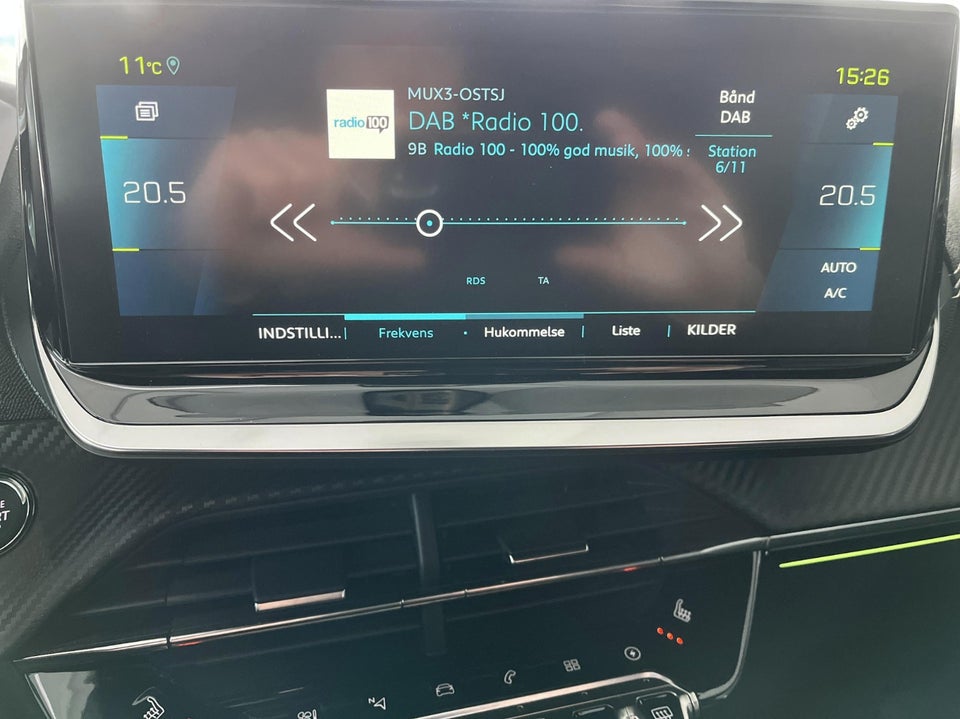 11°C
15:26
MUX3-OSTSJ
Bånd
DAB
radio100
DAB *Radio 100.
9B Radio 100 - 100% god musik, 100%
Station
6/11
20.5
20.5
RDS TA
AUTO
A/C
INDSTILLI... Frekvens Hukommelse Liste KILDER
N